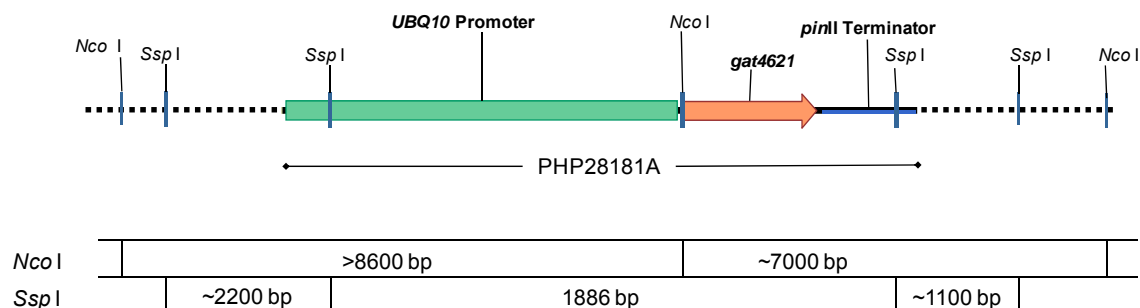 UBQ10 Promoter
Nco I
pinII Terminator
Nco I
Ssp I
Ssp I
gat4621
Ssp I
Ssp I
Nco I
PHP28181A
Nco I >8600 bp ~7000 bp
Ssp I ~2200 bp 1886 bp ~1100 bp